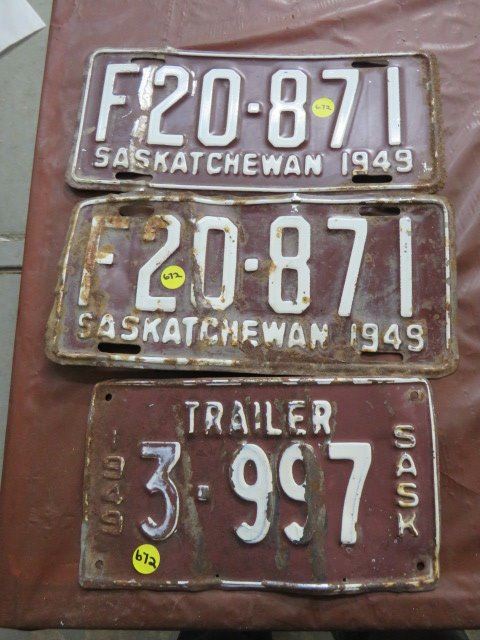 F20-871
672
SASKATCHEWAN 1949
F20-871
672
SASKATCHEWAN 1949
TRAILER
1949
3-997
SASK
672